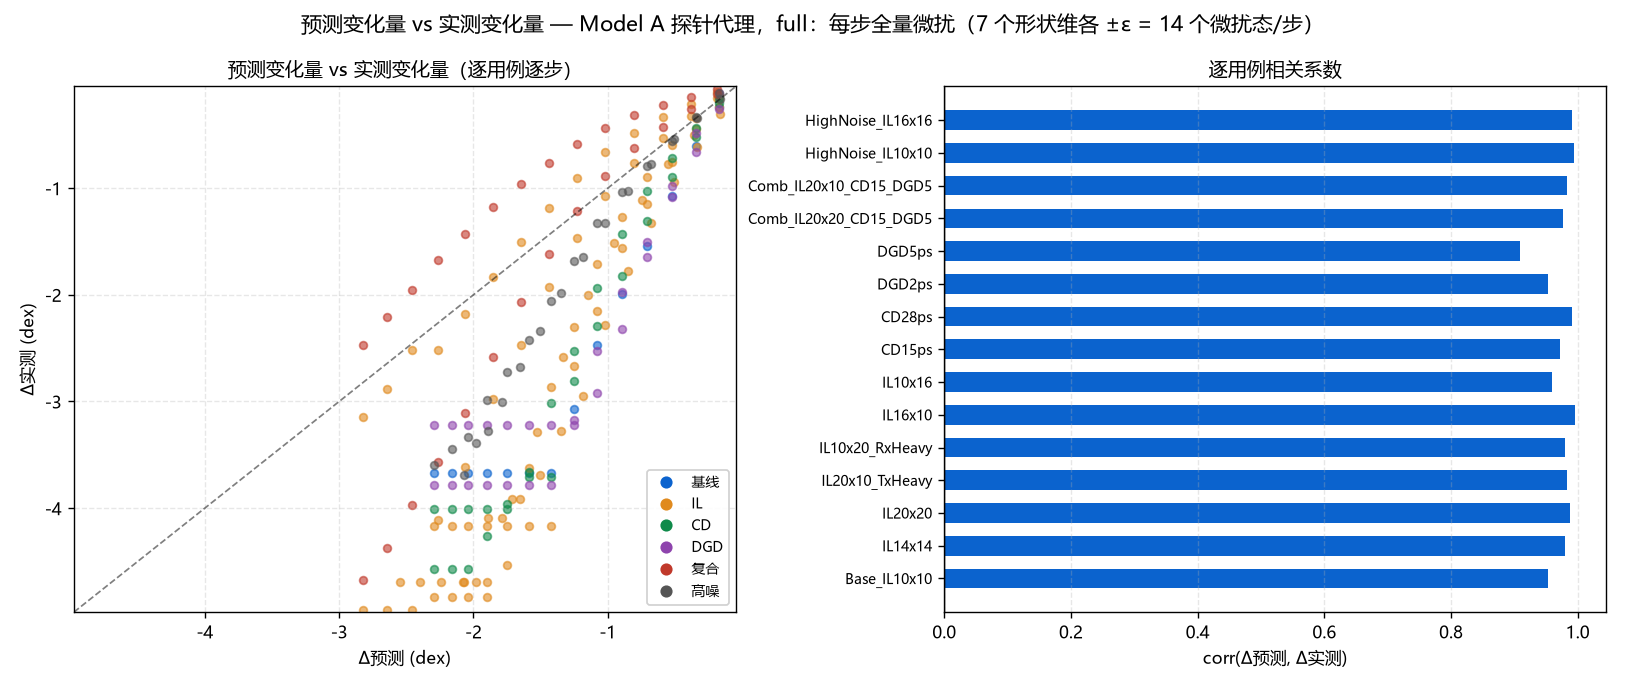 预测变化量 vs 实测变化量 — Model A 探针代理，full：每步全量微扰（7 个形状维各 ±ε = 14 个微扰态/步）
预测变化量 vs 实测变化量（逐用例逐步）
-1
-2
-3
-4
Δ实测 (dex)
-4
-3
-2
-1
Δ预测 (dex)
基线
IL
CD
DGD
复合
高噪
逐用例相关系数
HighNoise_IL16x16
HighNoise_IL10x10
Comb_IL20x10_CD15_DGD5
Comb_IL20x20_CD15_DGD5
DGD5ps
DGD2ps
CD28ps
CD15ps
IL10x16
IL16x10
IL10x20_RxHeavy
IL20x10_TxHeavy
IL20x20
IL14x14
Base_IL10x10
0.0
0.2
0.4
0.6
0.8
1.0
corr(Δ预测, Δ实测)